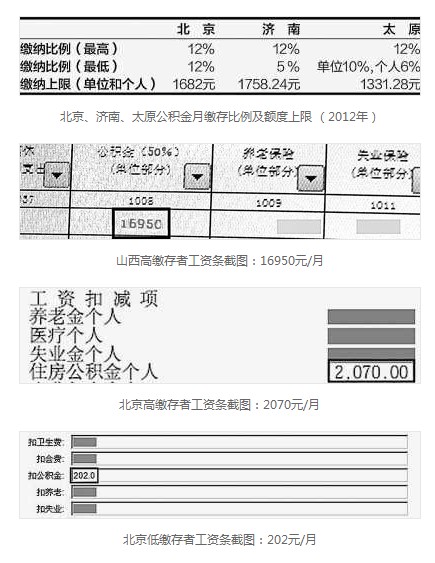 北京 济南 太原
缴纳比例（最高） 12% 12% 12%
缴纳比例（最低） 12% 5% 单位10%,个人6%
缴纳上限（单位和个人） 1682元 1758.24元 1331.28元
北京、济南、太原公积金月缴存比例及额度上限 （2012年）
公积金（50%） 养老保险 失业保险
支出 (单位部分) (单位部分) (单位部分)
37 1008 1009 1011
16950
山西高缴存者工资条截图：16950元/月
工资扣减项
养老金个人
医疗个人
失业金个人
住房公积金个人 2,070.00
北京高缴存者工资条截图：2070元/月
扣卫生费:
扣会费:
扣公积金: 202.0
扣养老:
扣失业:
北京低缴存者工资条截图：202元/月